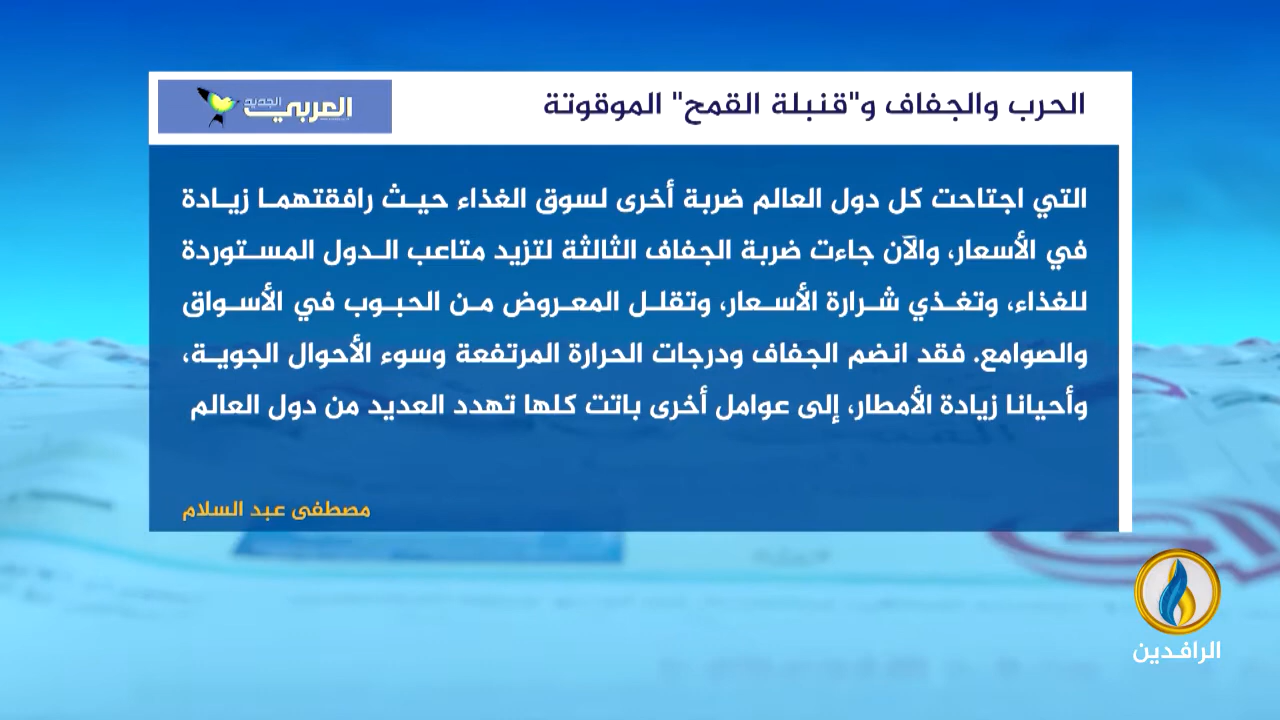 الحرب والجفاف و"قنبلة القمح" الموقوتة
العربي الجديد
التي اجتاحت كل دول العالم ضربة أخرى لسوق الغذاء حيث رافقتهما زيادة
في الأسعار، والآن جاءت ضربة الجفاف الثالثة لتزيد متاعب الدول المستوردة
للغذاء، وتغذي شرارة الأسعار، وتقلل المعروض من الحبوب في الأسواق
والصوامع. فقد انضم الجفاف ودرجات الحرارة المرتفعة وسوء الأحوال الجوية،
وأحيانا زيادة الأمطار، إلى عوامل أخرى باتت كلها تهدد العديد من دول العالم
مصطفى عبد السلام
الرافدين